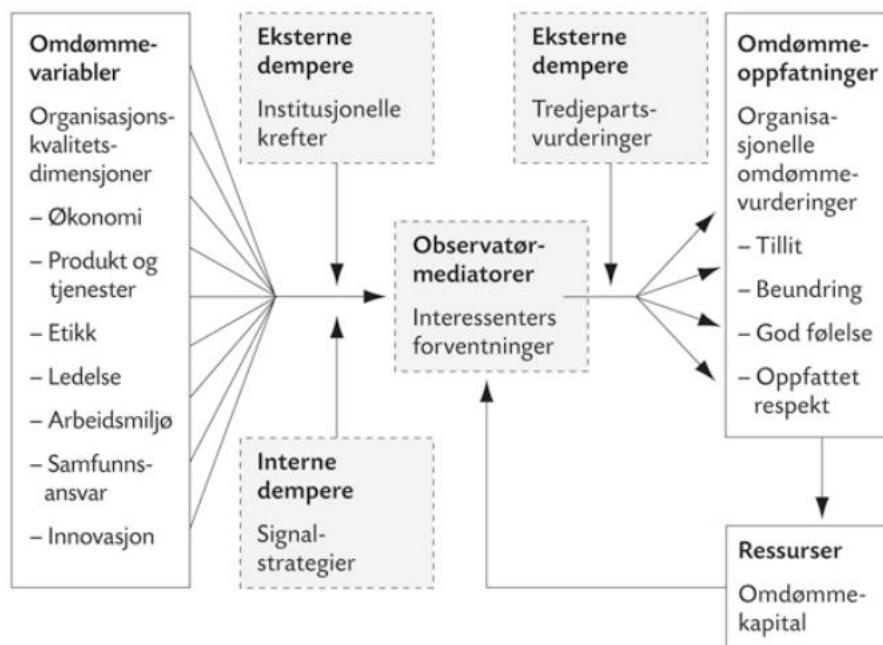 Omdømme-
variabler
Organisasjons-
kvalitets-
dimensjoner
– Økonomi
– Produkt og
tjenester
– Etikk
– Ledelse
– Arbeidsmiljø
– Samfunns-
ansvar
– Innovasjon
Eksterne
dempere
Institusjonelle
krefter
Interne
dempere
Signal-
strategier
Observatør-
mediatorer
Interessenters
forventninger
Eksterne
dempere
Tredjeparts-
vurderinger
Omdømme-
oppfatninger
Organisa-
sjonelle
omdømme-
vurderinger
– Tillit
– Beundring
– God følelse
– Oppfattet
respekt
Ressurser
Omdømme-
kapital